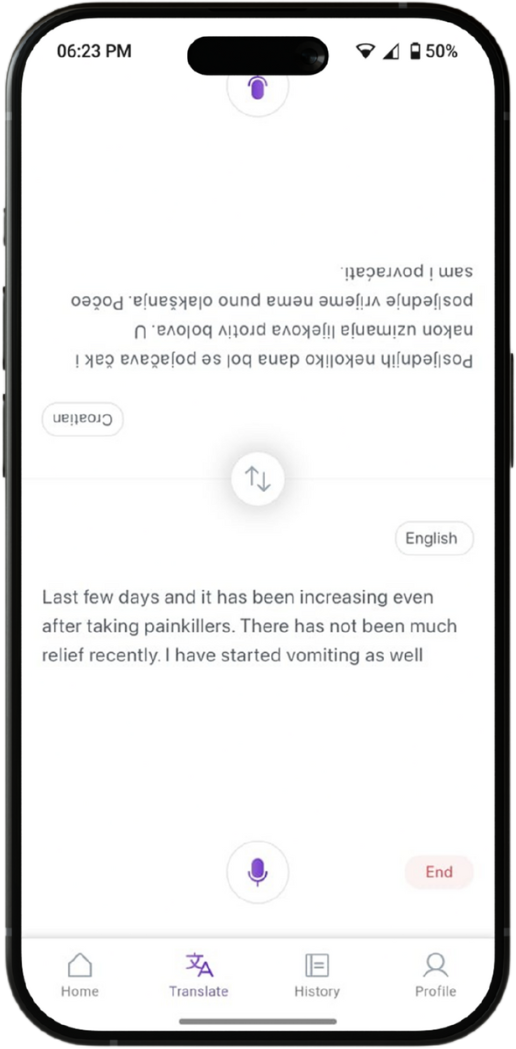 06:23 PM
50%
Croatian
Posljednjih nekoliko dana bol se pojačava čak i
nakon uzimanja lijekova protiv bolova. U
posljednje vrijeme nema puno olakšanja. Počeo
sam i povraćati.
English
Last few days and it has been increasing even
after taking painkillers. There has not been much
relief recently. I have started vomiting as well
End
Home
Translate
History
Profile